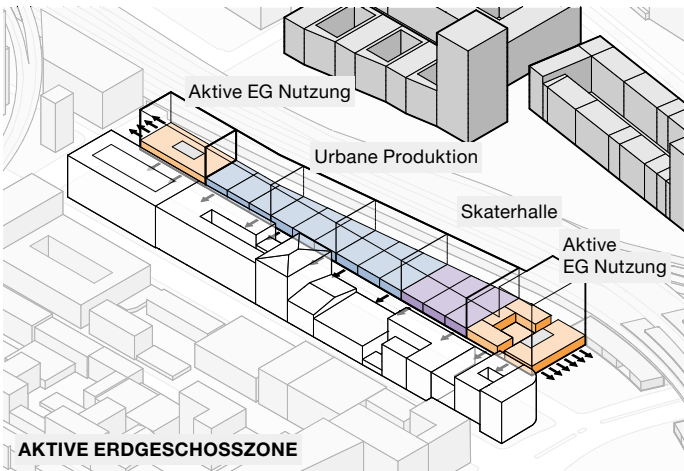 Aktive EG Nutzung
Urbane Produktion
Skaterhalle
Aktive
EG Nutzung
AKTIVE ERDGESCHOSSZONE